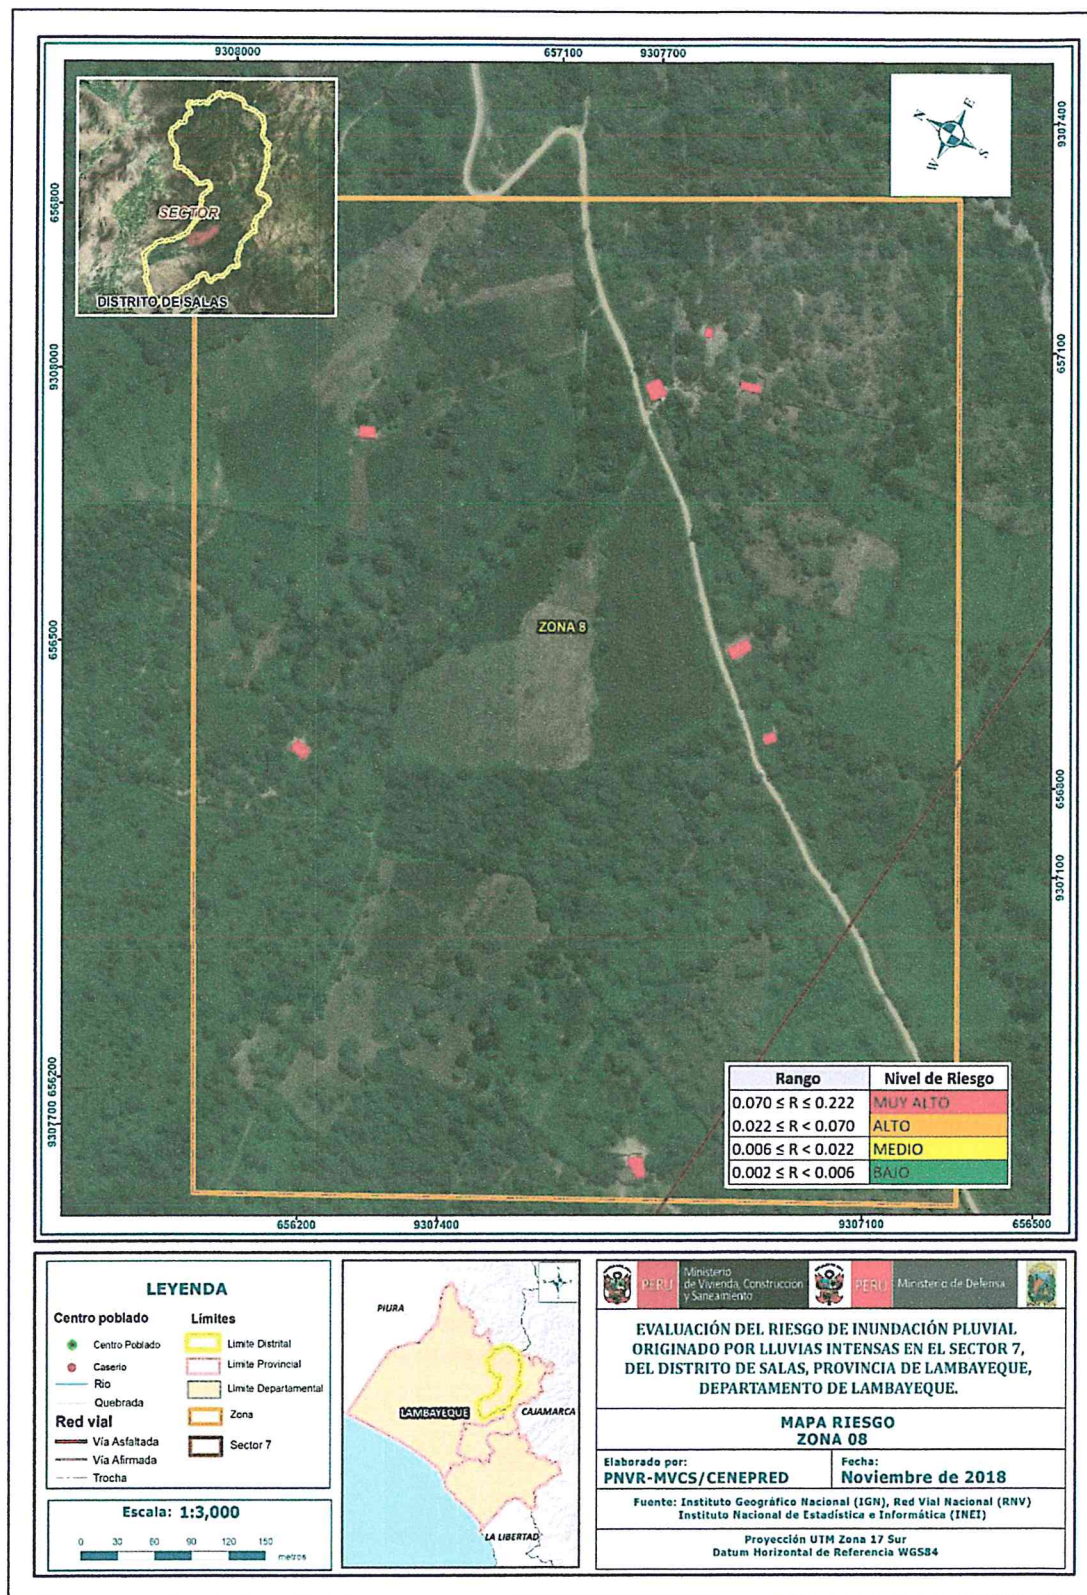 9308000
657100
9307700
9307400
656800
657100
9308000
656500
656800
9307100
656200
9307700
656200
9307400
9307100
656500
N
E
W
S
SECTOR
DISTRITO DE SALAS
ZONA 8
Rango Nivel de Riesgo
0.070 ≤ R ≤ 0.222 MUY ALTO
0.022 ≤ R < 0.070 ALTO
0.006 ≤ R < 0.022 MEDIO
0.002 ≤ R < 0.006 BAJO
LEYENDA
Centro poblado
Centro Poblado
Caserio
Rio
Quebrada
Red vial
Vía Asfaltada
Vía Afirmada
Trocha
Límites
Limite Distrital
Limite Provincial
Limite Departamental
Zona
Sector 7
Escala: 1:3,000
0 30 60 90 120 150
metros
PIURA
LAMBAYEQUE
CAJAMARCA
LA LIBERTAD
PERÚ
Ministerio
de Vivienda, Construcción
y Saneamiento
PERÚ
Ministerio de Defensa
EVALUACIÓN DEL RIESGO DE INUNDACIÓN PLUVIAL
ORIGINADO POR LLUVIAS INTENSAS EN EL SECTOR 7,
DEL DISTRITO DE SALAS, PROVINCIA DE LAMBAYEQUE,
DEPARTAMENTO DE LAMBAYEQUE.
MAPA RIESGO
ZONA 08
Elaborado por:
PNVR-MVCS/CENEPRED
Fecha:
Noviembre de 2018
Fuente: Instituto Geográfico Nacional (IGN), Red Vial Nacional (RNV)
Instituto Nacional de Estadística e Informática (INEI)
Proyección UTM Zona 17 Sur
Datum Horizontal de Referencia WGS84